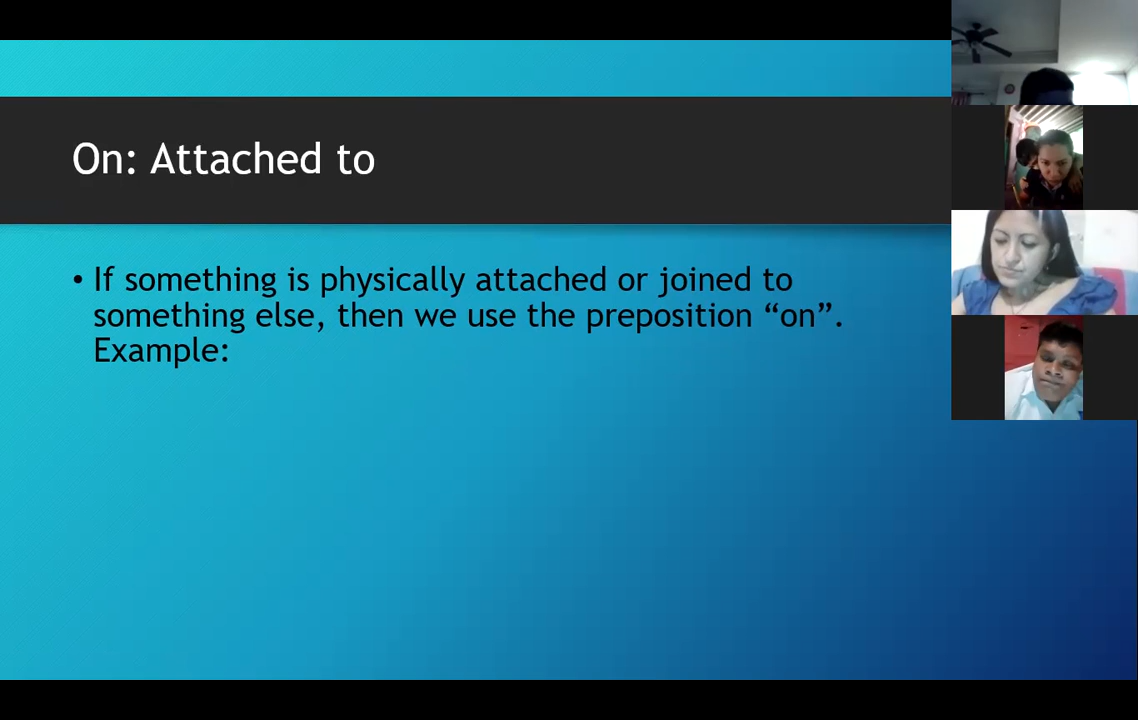 On: Attached to
• If something is physically attached or joined to
something else, then we use the preposition “on”.
Example: